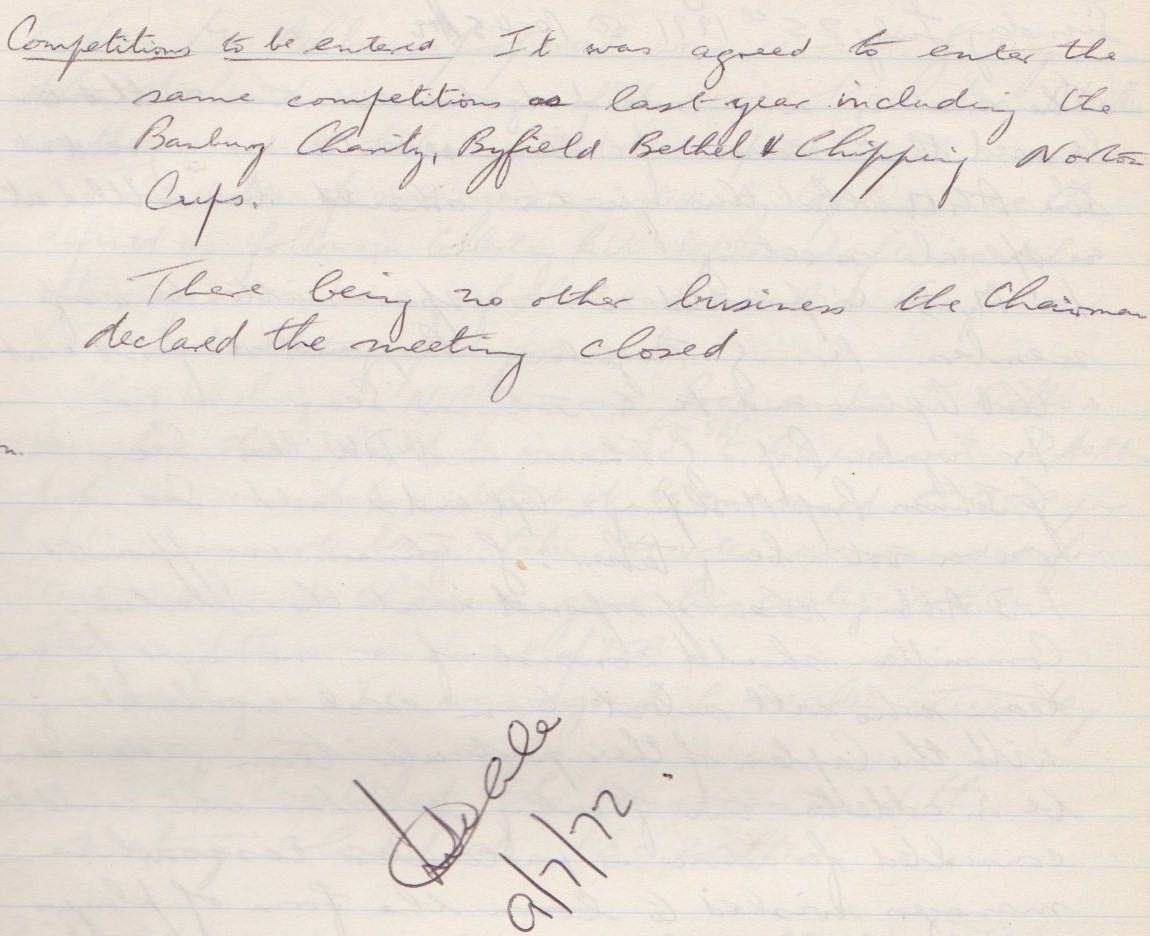 Competitions to be entered It was agreed to enter the
same competitions as last year including the
Banbury Charity, Byfield Bethel & Chipping Norton
Cups.
There being no other business the Chairman
declared the meeting closed
9/7/72.